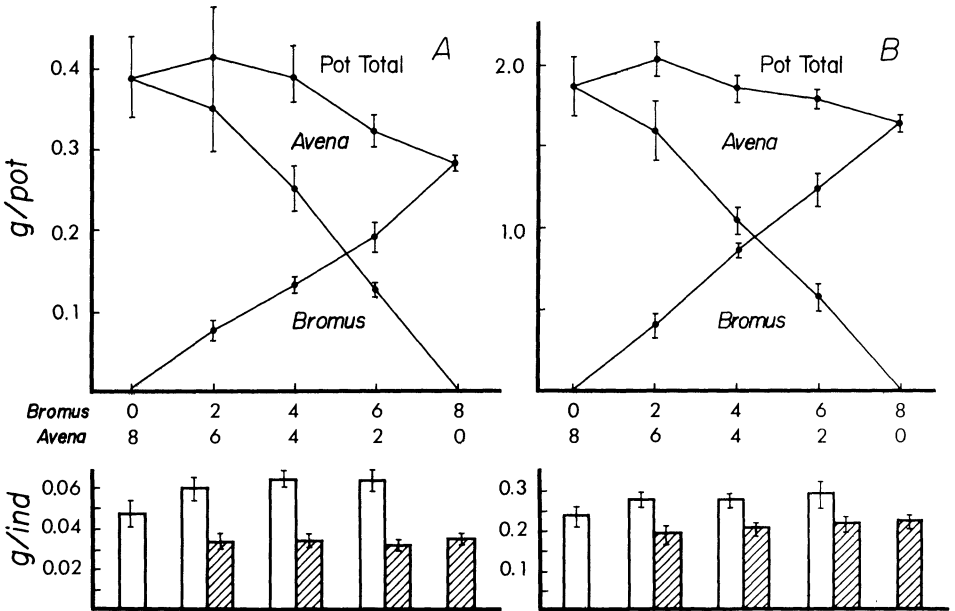 A
B
Pot Total
Pot Total
0.4
2.0
Avena
Avena
0.3
g/pot
0.2
1.0
0.1
Bromus
Bromus
Bromus 0 2 4 6 8 0 2 4 6 8
Avena 8 6 4 2 0 8 6 4 2 0
g/ind
0.06
0.04
0.02
0.3
0.2
0.1